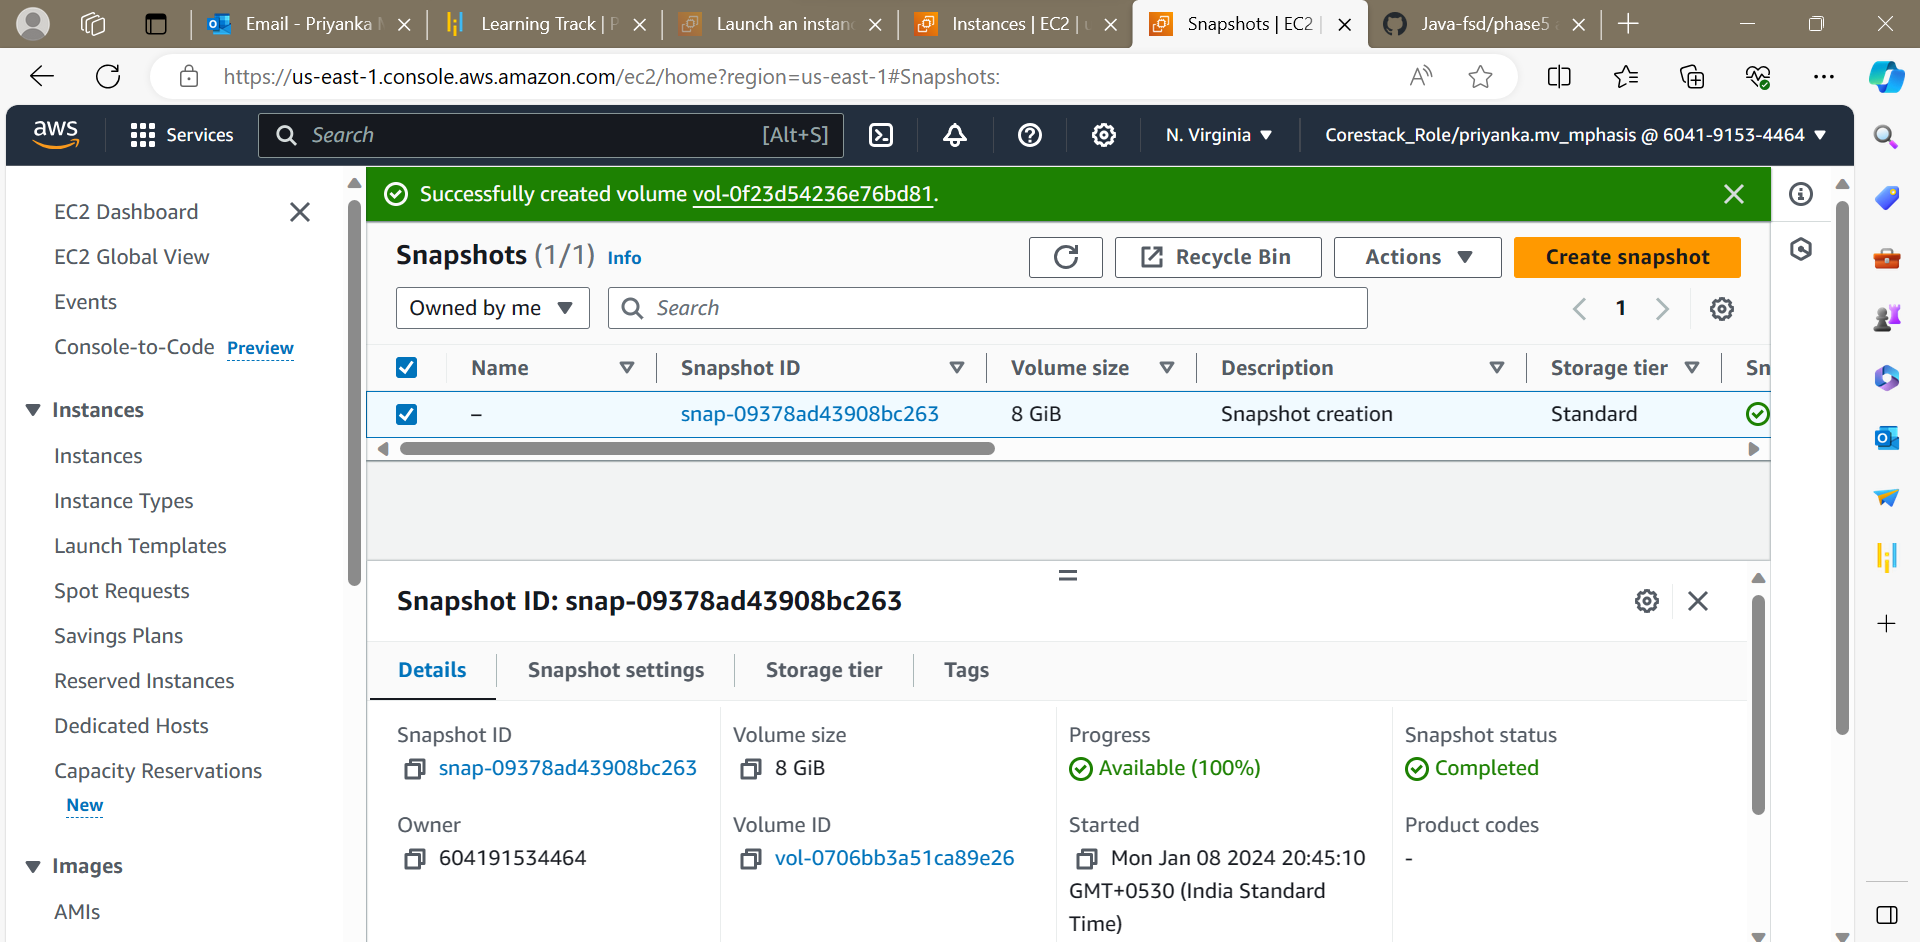 Email - Priyanka M
Learning Track | P
Launch an instanc
Instances | EC2 | u
Snapshots | EC2 |
Java-fsd/phase5 a
https://us-east-1.console.aws.amazon.com/ec2/home?region=us-east-1#Snapshots:
aws
Services
Search
[Alt+S]
N. Virginia
Corestack_Role/priyanka.mv_mphasis @ 6041-9153-4464
EC2 Dashboard
EC2 Global View
Events
Console-to-Code Preview
Instances
Instances
Instance Types
Launch Templates
Spot Requests
Savings Plans
Reserved Instances
Dedicated Hosts
Capacity Reservations
New
Images
AMIs
Successfully created volume vol-0f23d54236e76bd81.
Snapshots (1/1) Info
Recycle Bin
Actions
Create snapshot
Owned by me
Search
1
Name
Snapshot ID
Volume size
Description
Storage tier
Sn
–
snap-09378ad43908bc263
8 GiB
Snapshot creation
Standard
Snapshot ID: snap-09378ad43908bc263
Details
Snapshot settings
Storage tier
Tags
Snapshot ID
snap-09378ad43908bc263
Volume size
8 GiB
Progress
Available (100%)
Snapshot status
Completed
Owner
604191534464
Volume ID
vol-0706bb3a51ca89e26
Started
Mon Jan 08 2024 20:45:10
GMT+0530 (India Standard
Time)
Product codes
-